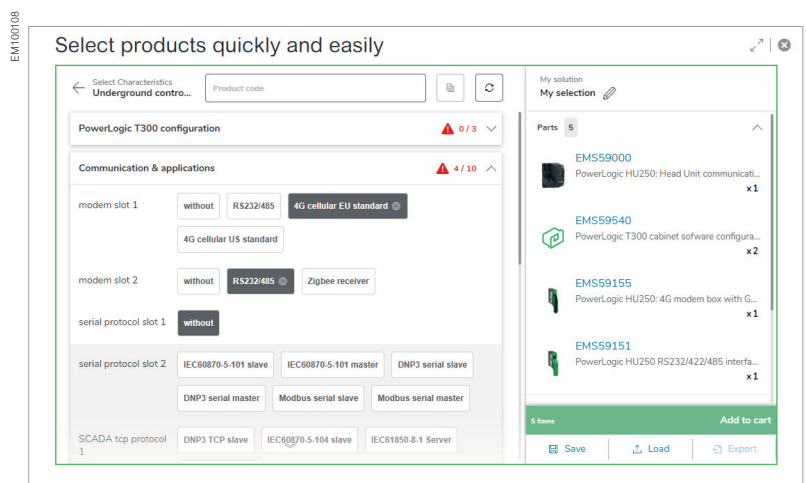 EM100108
Select products quickly and easily
Select Characteristics
Underground contro...
Product code
PowerLogic T300 configuration
0 / 3
Communication & applications
4 / 10
modem slot 1
without
RS232/485
4G cellular EU standard
4G cellular US standard
modem slot 2
without
RS232/485
Zigbee receiver
serial protocol slot 1
without
serial protocol slot 2
IEC60870-5-101 slave
IEC60870-5-101 master
DNP3 serial slave
DNP3 serial master
Modbus serial slave
Modbus serial master
SCADA tcp protocol
1
DNP3 TCP slave
IEC60870-5-104 slave
IEC61850-8-1 Server
My solution
My selection
Parts 5
EMS59000
PowerLogic HU250: Head Unit communicati...
x1
EMS59540
PowerLogic T300 cabinet sofware configura...
x2
EMS59155
PowerLogic HU250: 4G modem box with G...
x1
EMS59151
PowerLogic HU250 RS232/422/485 interfa...
x1
5 Items
Add to cart
Save
Load
Export